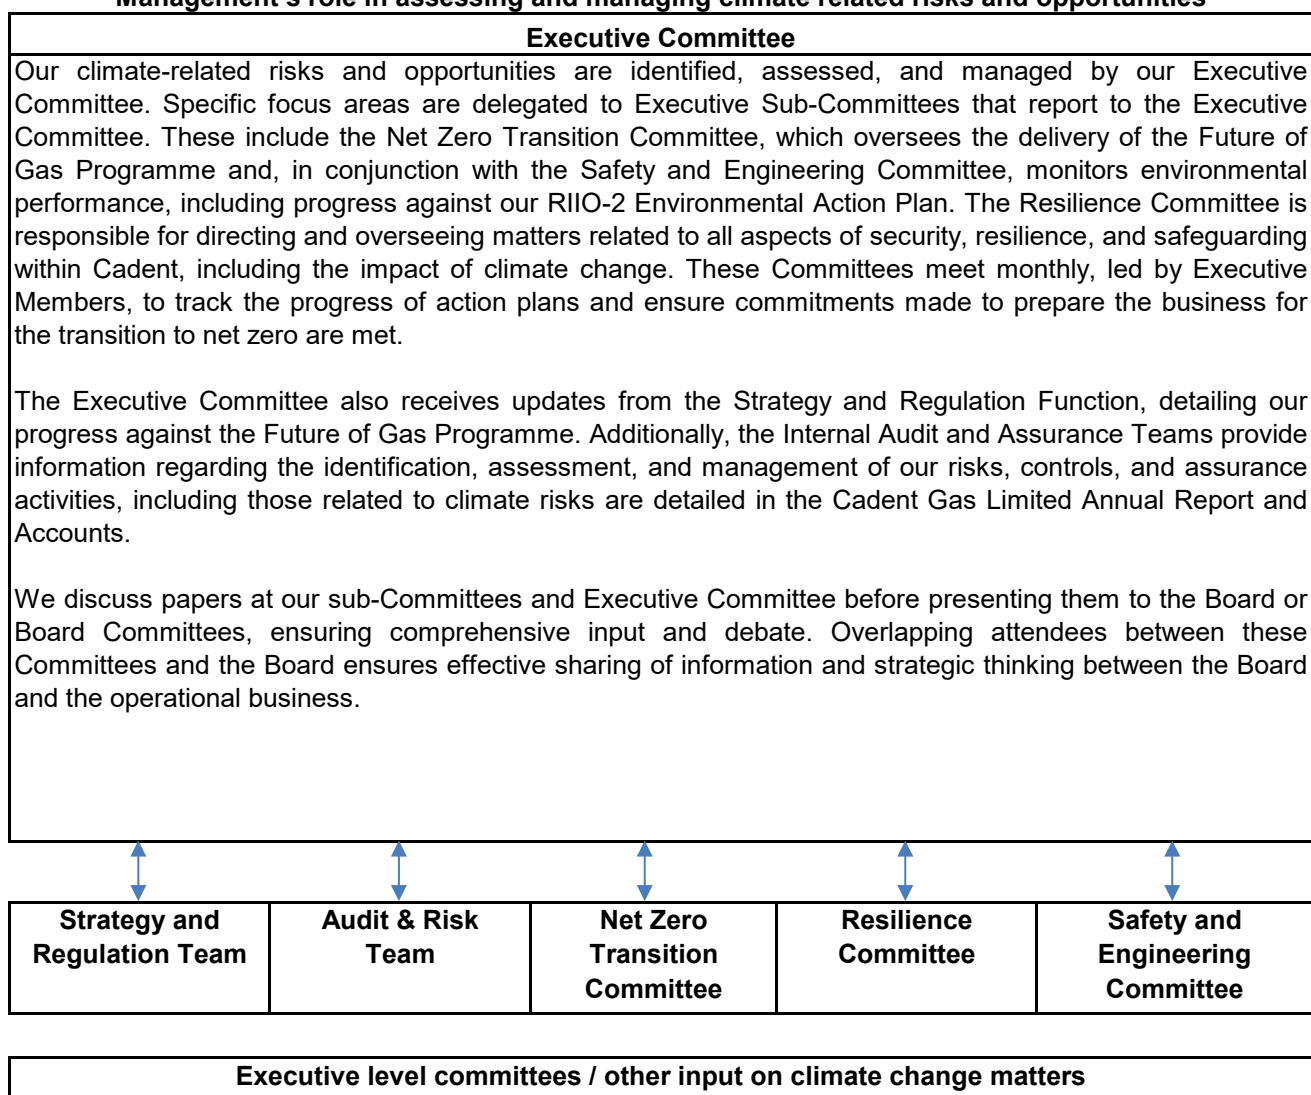 Management's role in assessing and managing climate related risks and opportunities
Executive Committee
Our climate-related risks and opportunities are identified, assessed, and managed by our Executive
Committee. Specific focus areas are delegated to Executive Sub-Committees that report to the Executive
Committee. These include the Net Zero Transition Committee, which oversees the delivery of the Future of
Gas Programme and, in conjunction with the Safety and Engineering Committee, monitors environmental
performance, including progress against our RIIO-2 Environmental Action Plan. The Resilience Committee is
responsible for directing and overseeing matters related to all aspects of security, resilience, and safeguarding
within Cadent, including the impact of climate change. These Committees meet monthly, led by Executive
Members, to track the progress of action plans and ensure commitments made to prepare the business for
the transition to net zero are met.
The Executive Committee also receives updates from the Strategy and Regulation Function, detailing our
progress against the Future of Gas Programme. Additionally, the Internal Audit and Assurance Teams provide
information regarding the identification, assessment, and management of our risks, controls, and assurance
activities, including those related to climate risks are detailed in the Cadent Gas Limited Annual Report and
Accounts.
We discuss papers at our sub-Committees and Executive Committee before presenting them to the Board or
Board Committees, ensuring comprehensive input and debate. Overlapping attendees between these
Committees and the Board ensures effective sharing of information and strategic thinking between the Board
and the operational business.
Strategy and
Regulation Team
Audit & Risk
Team
Net Zero
Transition
Committee
Resilience
Committee
Safety and
Engineering
Committee
Executive level committees / other input on climate change matters